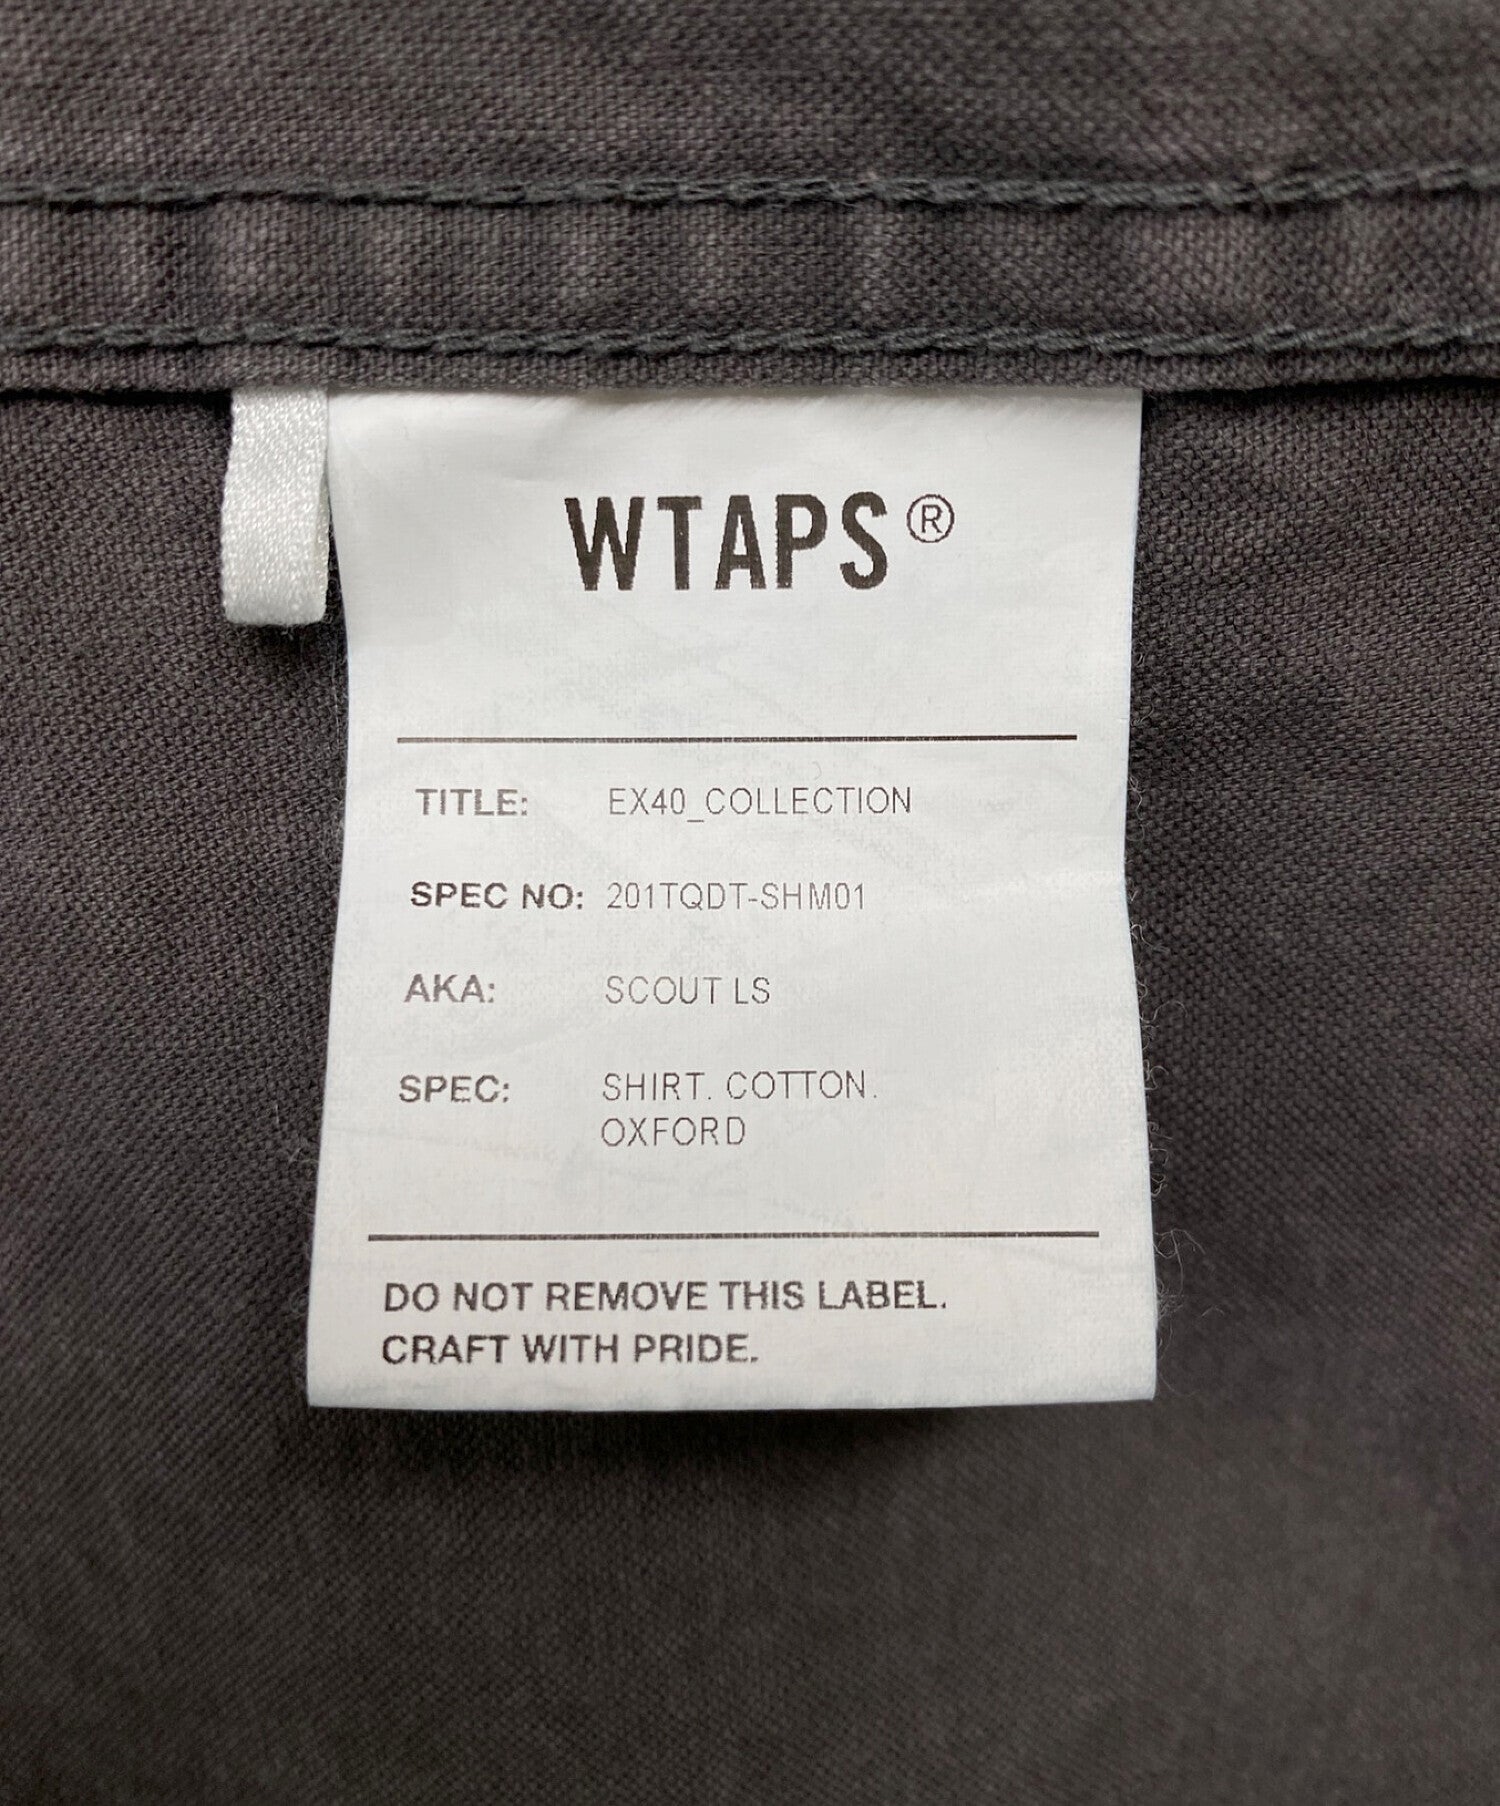 WTAPS®
TITLE: EX40_COLLECTION
SPEC NO: 201TQDT-SHM01
AKA: SCOUT LS
SPEC: SHIRT. COTTON.
OXFORD
DO NOT REMOVE THIS LABEL.
CRAFT WITH PRIDE.